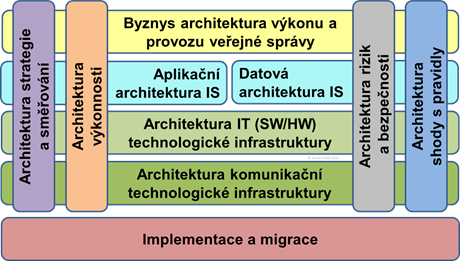 Byznys architektura výkonu a
provozu veřejné správy
Architektura strategie
a směřování
Architektura
výkonnosti
Aplikační
architektura IS
Datová
architektura IS
Architektura rizik
a bezpečnosti
Architektura
shody s pravidly
Architektura IT (SW/HW)
technologické infrastruktury
Architektura komunikační
technologické infrastruktury
Implementace a migrace